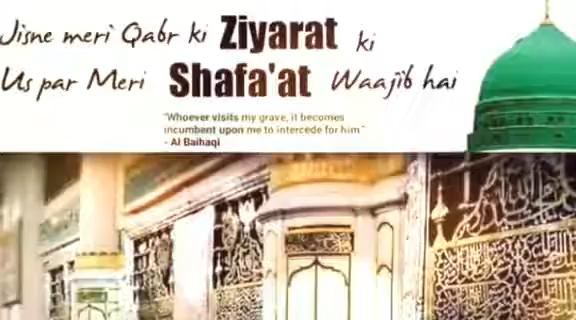 Jisne meri Qabr ki Ziyarat ki
Us par Meri Shafa'at Waajib hai
"Whoever visits my grave, it becomes
incumbent upon me to intercede for him"
- Al Baihaqi